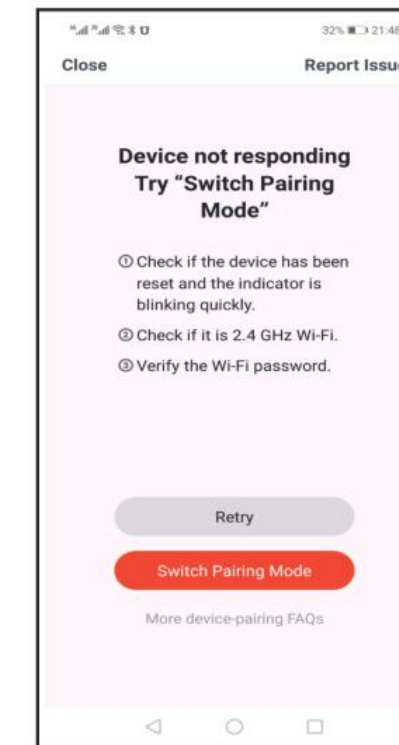 32% 21:48
Close Report Issue
Device not responding
Try “Switch Pairing
Mode”
① Check if the device has been
reset and the indicator is
blinking quickly.
② Check if it is 2.4 GHz Wi-Fi.
③ Verify the Wi-Fi password.
Retry
Switch Pairing Mode
More device-pairing FAQs